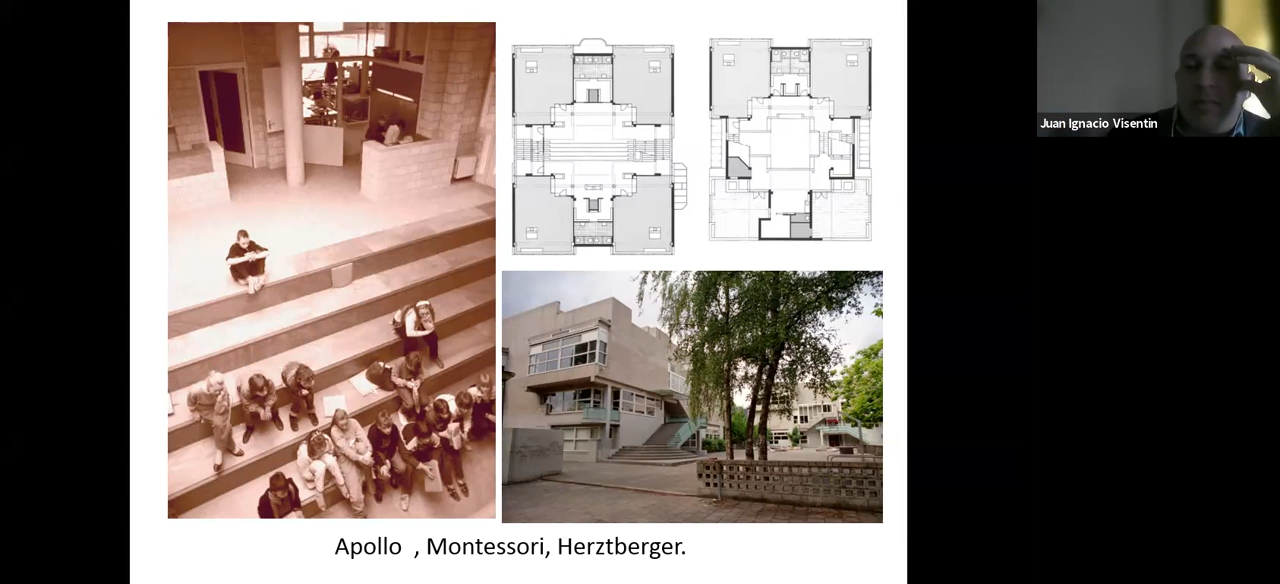 Juan Ignacio Visentin
Apollo , Montessori, Herztberger.